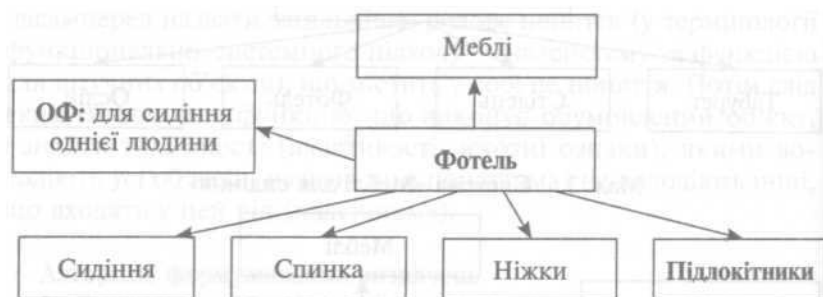 Меблі
ОФ: для сидіння
однієї людини
Фотель
Сидіння
Спинка
Ніжки
Підлокітники